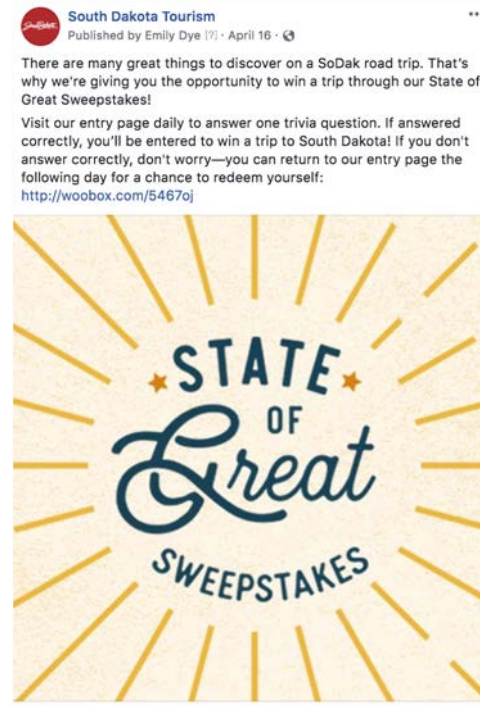 South Dakota Tourism
Published by Emily Dye [?] · April 16 ·
There are many great things to discover on a SoDak road trip. That's
why we're giving you the opportunity to win a trip through our State of
Great Sweepstakes!
Visit our entry page daily to answer one trivia question. If answered
correctly, you'll be entered to win a trip to South Dakota! If you don't
answer correctly, don't worry—you can return to our entry page the
following day for a chance to redeem yourself:
http://woobox.com/5467oj
STATE
OF
Great
SWEEPSTAKES